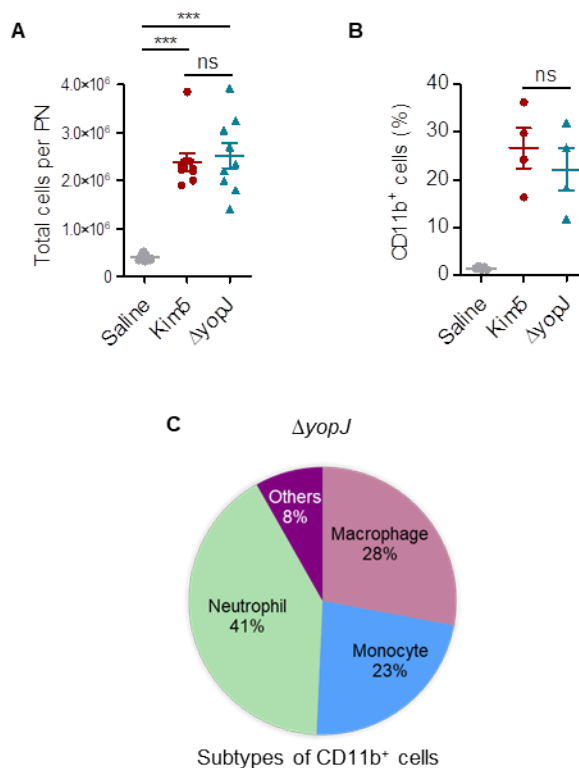 A
***
***
ns
Total cells per PN
4.0×10⁶
3.0×10⁶
2.0×10⁶
1.0×10⁶
0
Saline
Kim5
ΔyopJ
B
ns
CD11b⁺ cells (%)
40
30
20
10
0
Saline
Kim5
ΔyopJ
C
ΔyopJ
Others
8%
Macrophage
28%
Neutrophil
41%
Monocyte
23%
Subtypes of CD11b⁺ cells